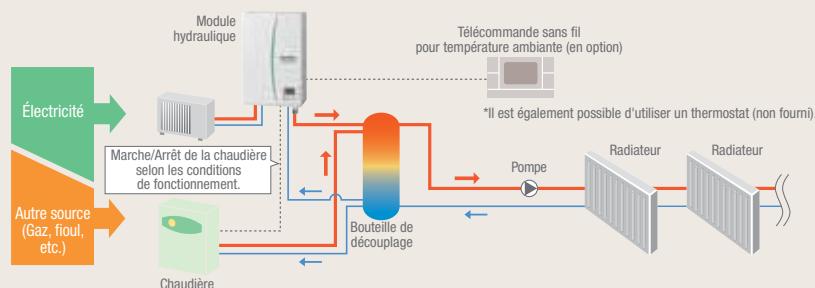 Module
hydraulique
Télécommande sans fil
pour température ambiante (en option)
Électricité
*Il est également possible d'utiliser un thermostat (non fourni).
Marche/Arrêt de la chaudière
selon les conditions
de fonctionnement.
Pompe
Radiateur
Radiateur
Autre source
(Gaz, fioul,
etc.)
Bouteille de
découplage
Chaudière